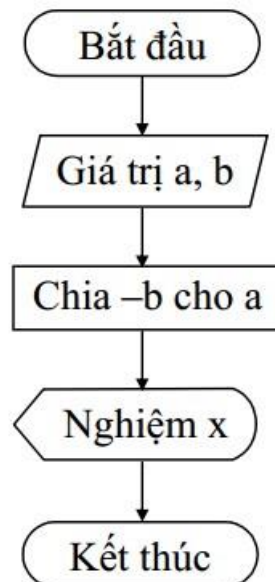 Bắt đầu
Giá trị a, b
Chia –b cho a
Nghiệm x
Kết thúc